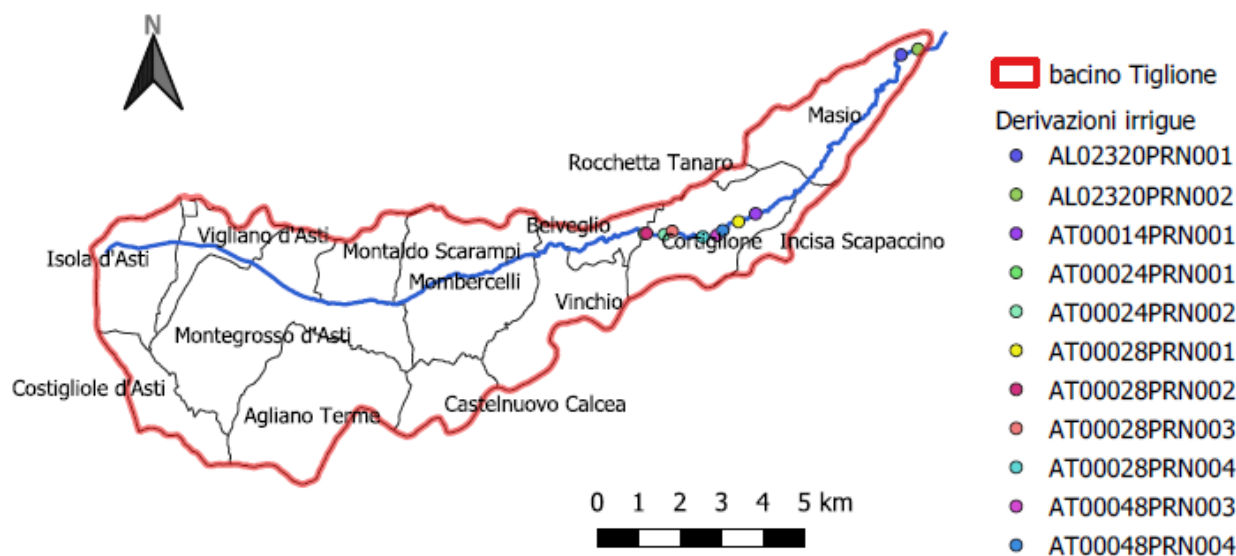 N
Masio
Rocchetta Tanaro
Belveglio
Vigliano d'Asti
Montaldo Scarampi
Cortiglione
Incisa Scapaccino
Isola d'Asti
Mombercelli
Vinchio
Montegrosso d'Asti
Costigliole d'Asti
Agliano Terme
Castelnuovo Calcea
0 1 2 3 4 5 km
bacino Tiglione
Derivazioni irrigue
AL02320PRN001
AL02320PRN002
AT00014PRN001
AT00024PRN001
AT00024PRN002
AT00028PRN001
AT00028PRN002
AT00028PRN003
AT00028PRN004
AT00048PRN003
AT00048PRN004